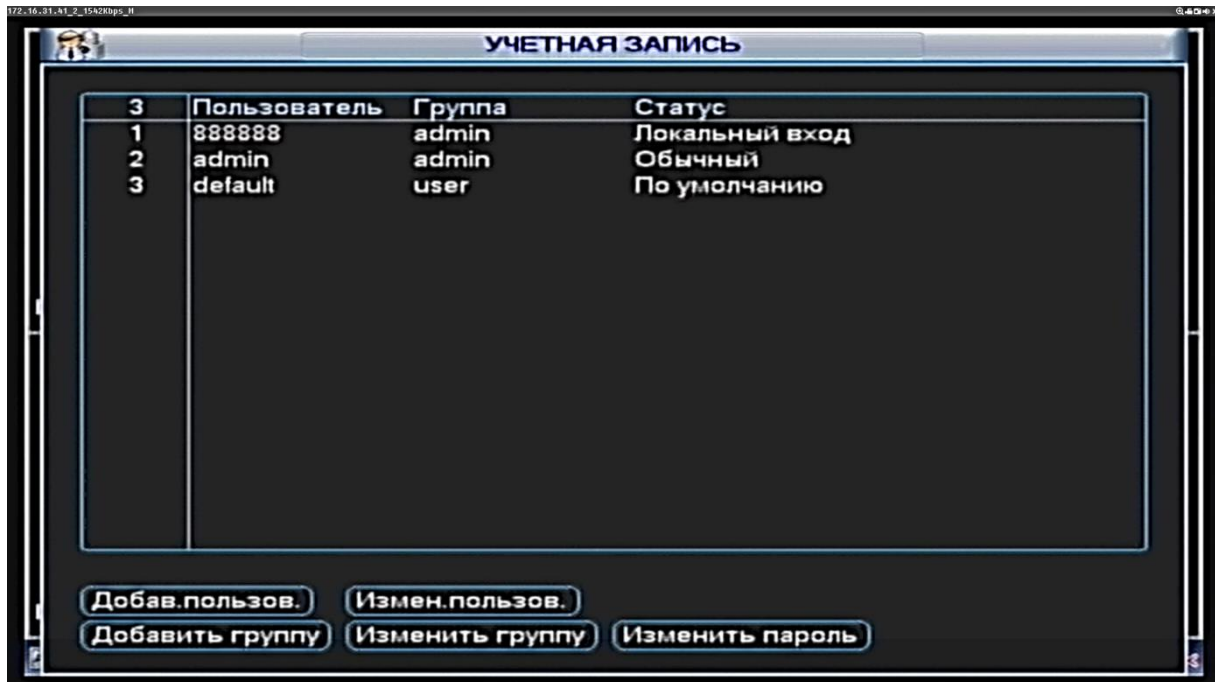 172.16.31.41_2_1542Kbps_M
УЧЕТНАЯ ЗАПИСЬ
3 Пользователь Группа Статус
1 888888 admin Локальный вход
2 admin admin Обычный
3 default user По умолчанию
Добав.пользов. Измен.пользов.
Добавить группу Изменить группу Изменить пароль